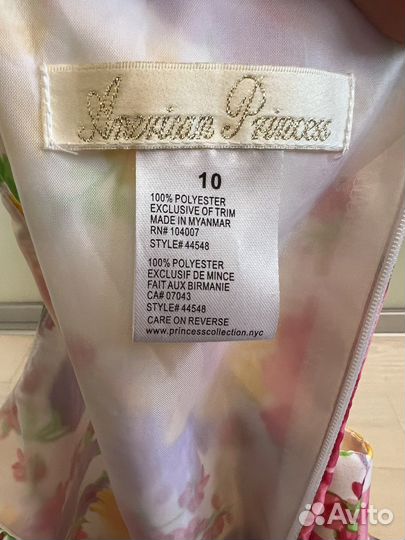 American Princess
10
100% POLYESTER
EXCLUSIVE OF TRIM
MADE IN MYANMAR
RN# 104007
STYLE# 44548
100% POLYESTER
EXCLUSIF DE MINCE
FAIT AUX BIRMANIE
CA# 07043
STYLE# 44548
CARE ON REVERSE
www.princesscollection.nyc
Avito